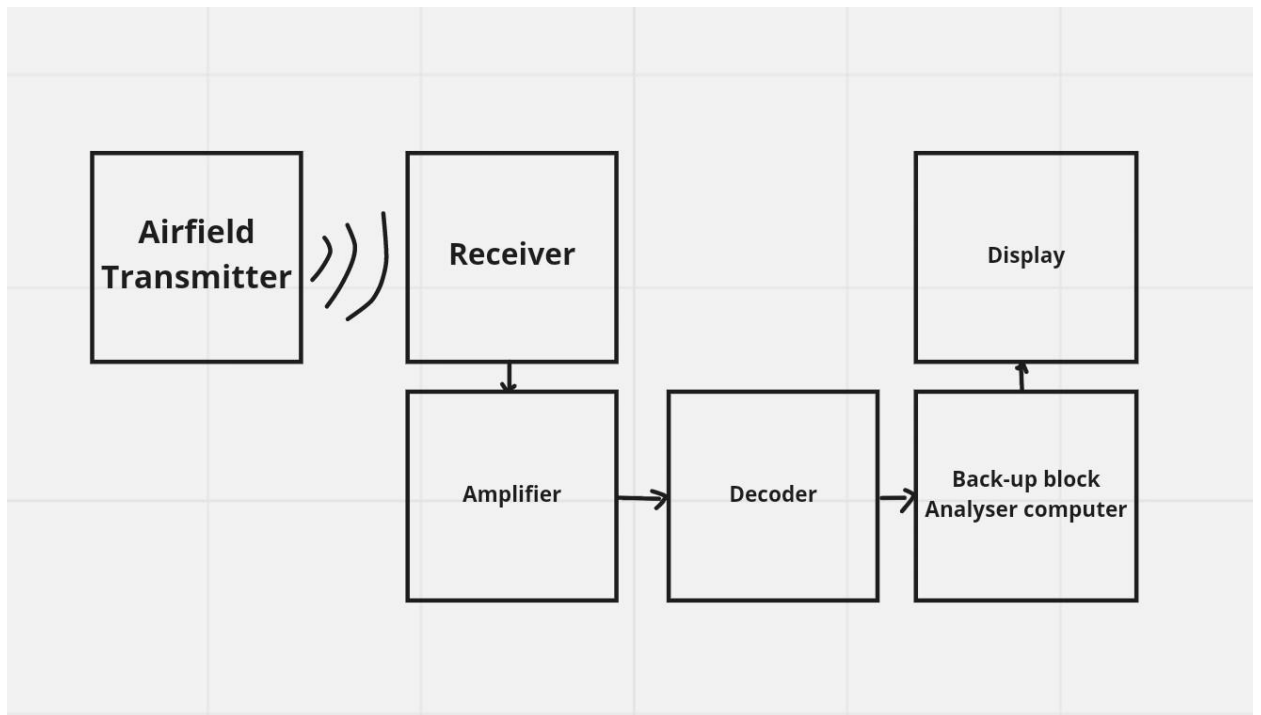 Airfield
Transmitter
Receiver
Display
Amplifier
Decoder
Back-up block
Analyser computer